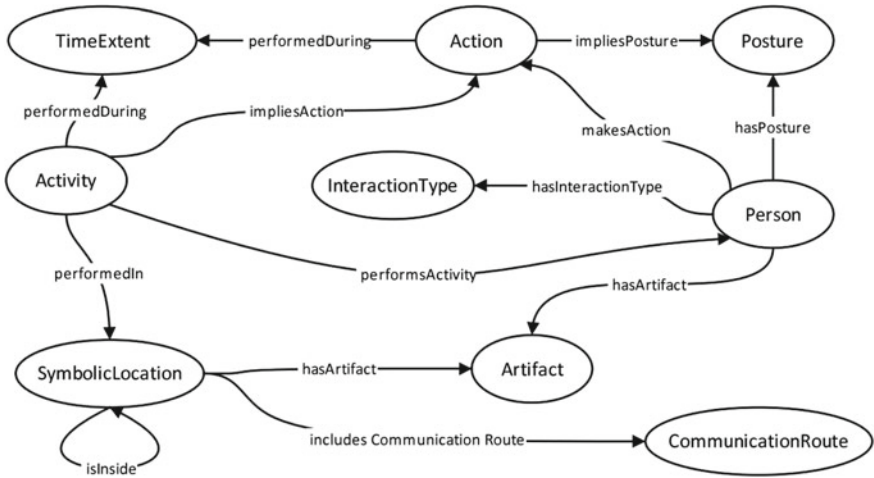 TimeExtent
performedDuring
Action
impliesPosture
Posture
performedDuring
impliesAction
makesAction
hasPosture
Activity
InteractionType
hasInteractionType
Person
performedIn
performsActivity
hasArtifact
SymbolicLocation
hasArtifact
Artifact
includes Communication Route
CommunicationRoute
isInside